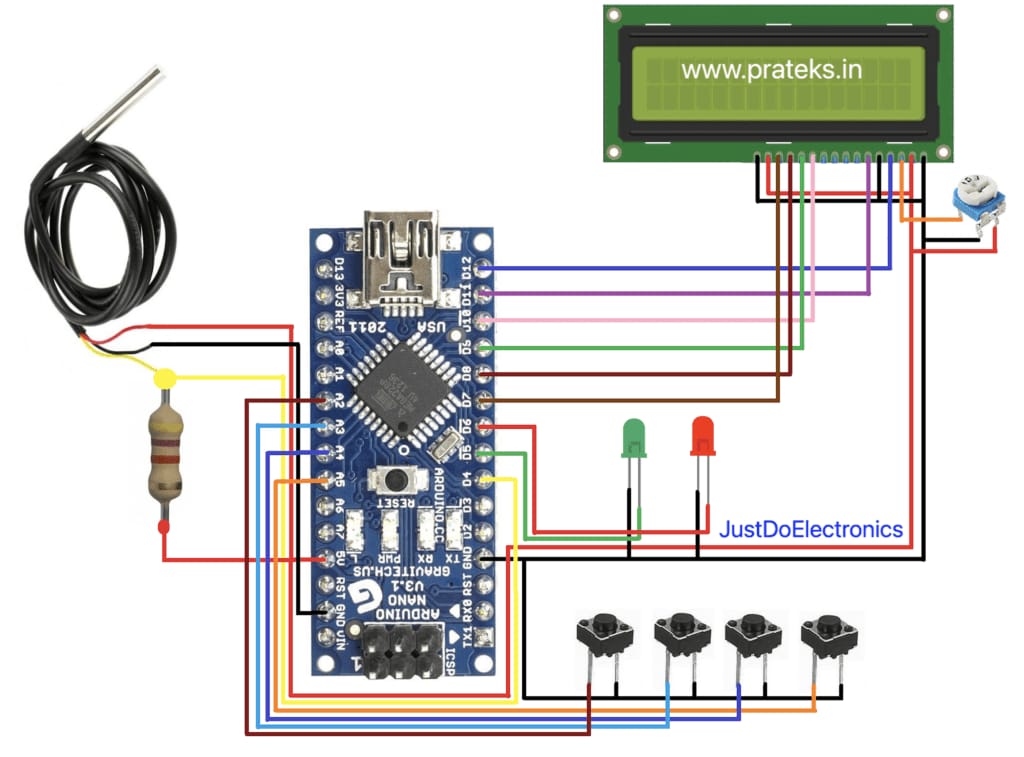 www.prateks.in
D13
3V3
REF
A0
A1
A2
A3
A4
A5
A6
A7
5V
RST
GND
VIN
D12
D11
D9
D8
D7
D6
D5
D4
D3
D2
GND
RST
RX0
TX1
2011
USA
RESET
ARDUINO.CC
L
PWR
RX
TX
GRAVITECH.US
ARDUINO
NANO
V3.1
G
1
ICSP
JustDoElectronics